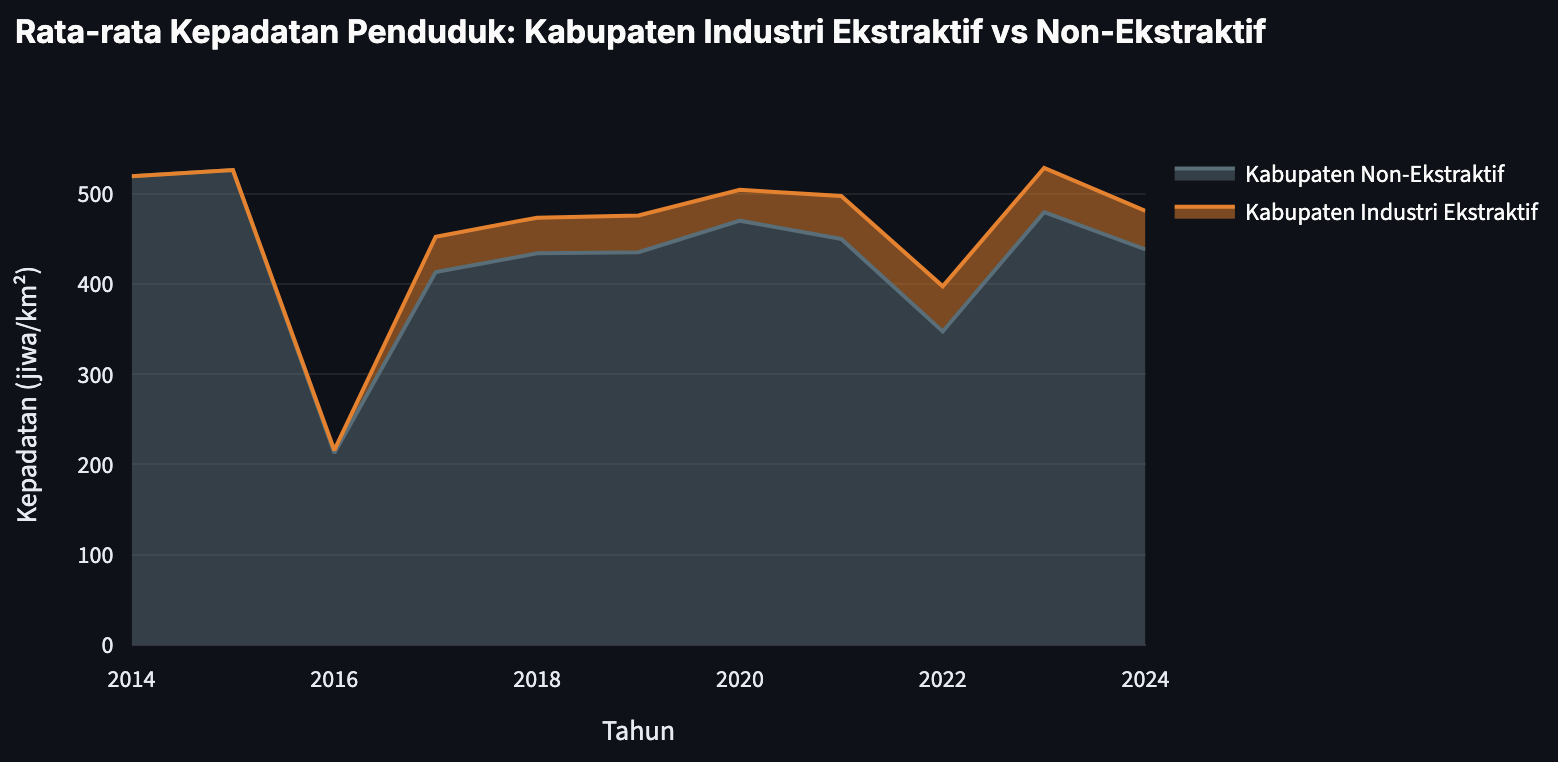 Rata-rata Kepadatan Penduduk: Kabupaten Industri Ekstraktif vs Non-Ekstraktif
Kabupaten Non-Ekstraktif
Kabupaten Industri Ekstraktif
Kepadatan (jiwa/km²)
500
400
300
200
100
0
2014 2016 2018 2020 2022 2024
Tahun